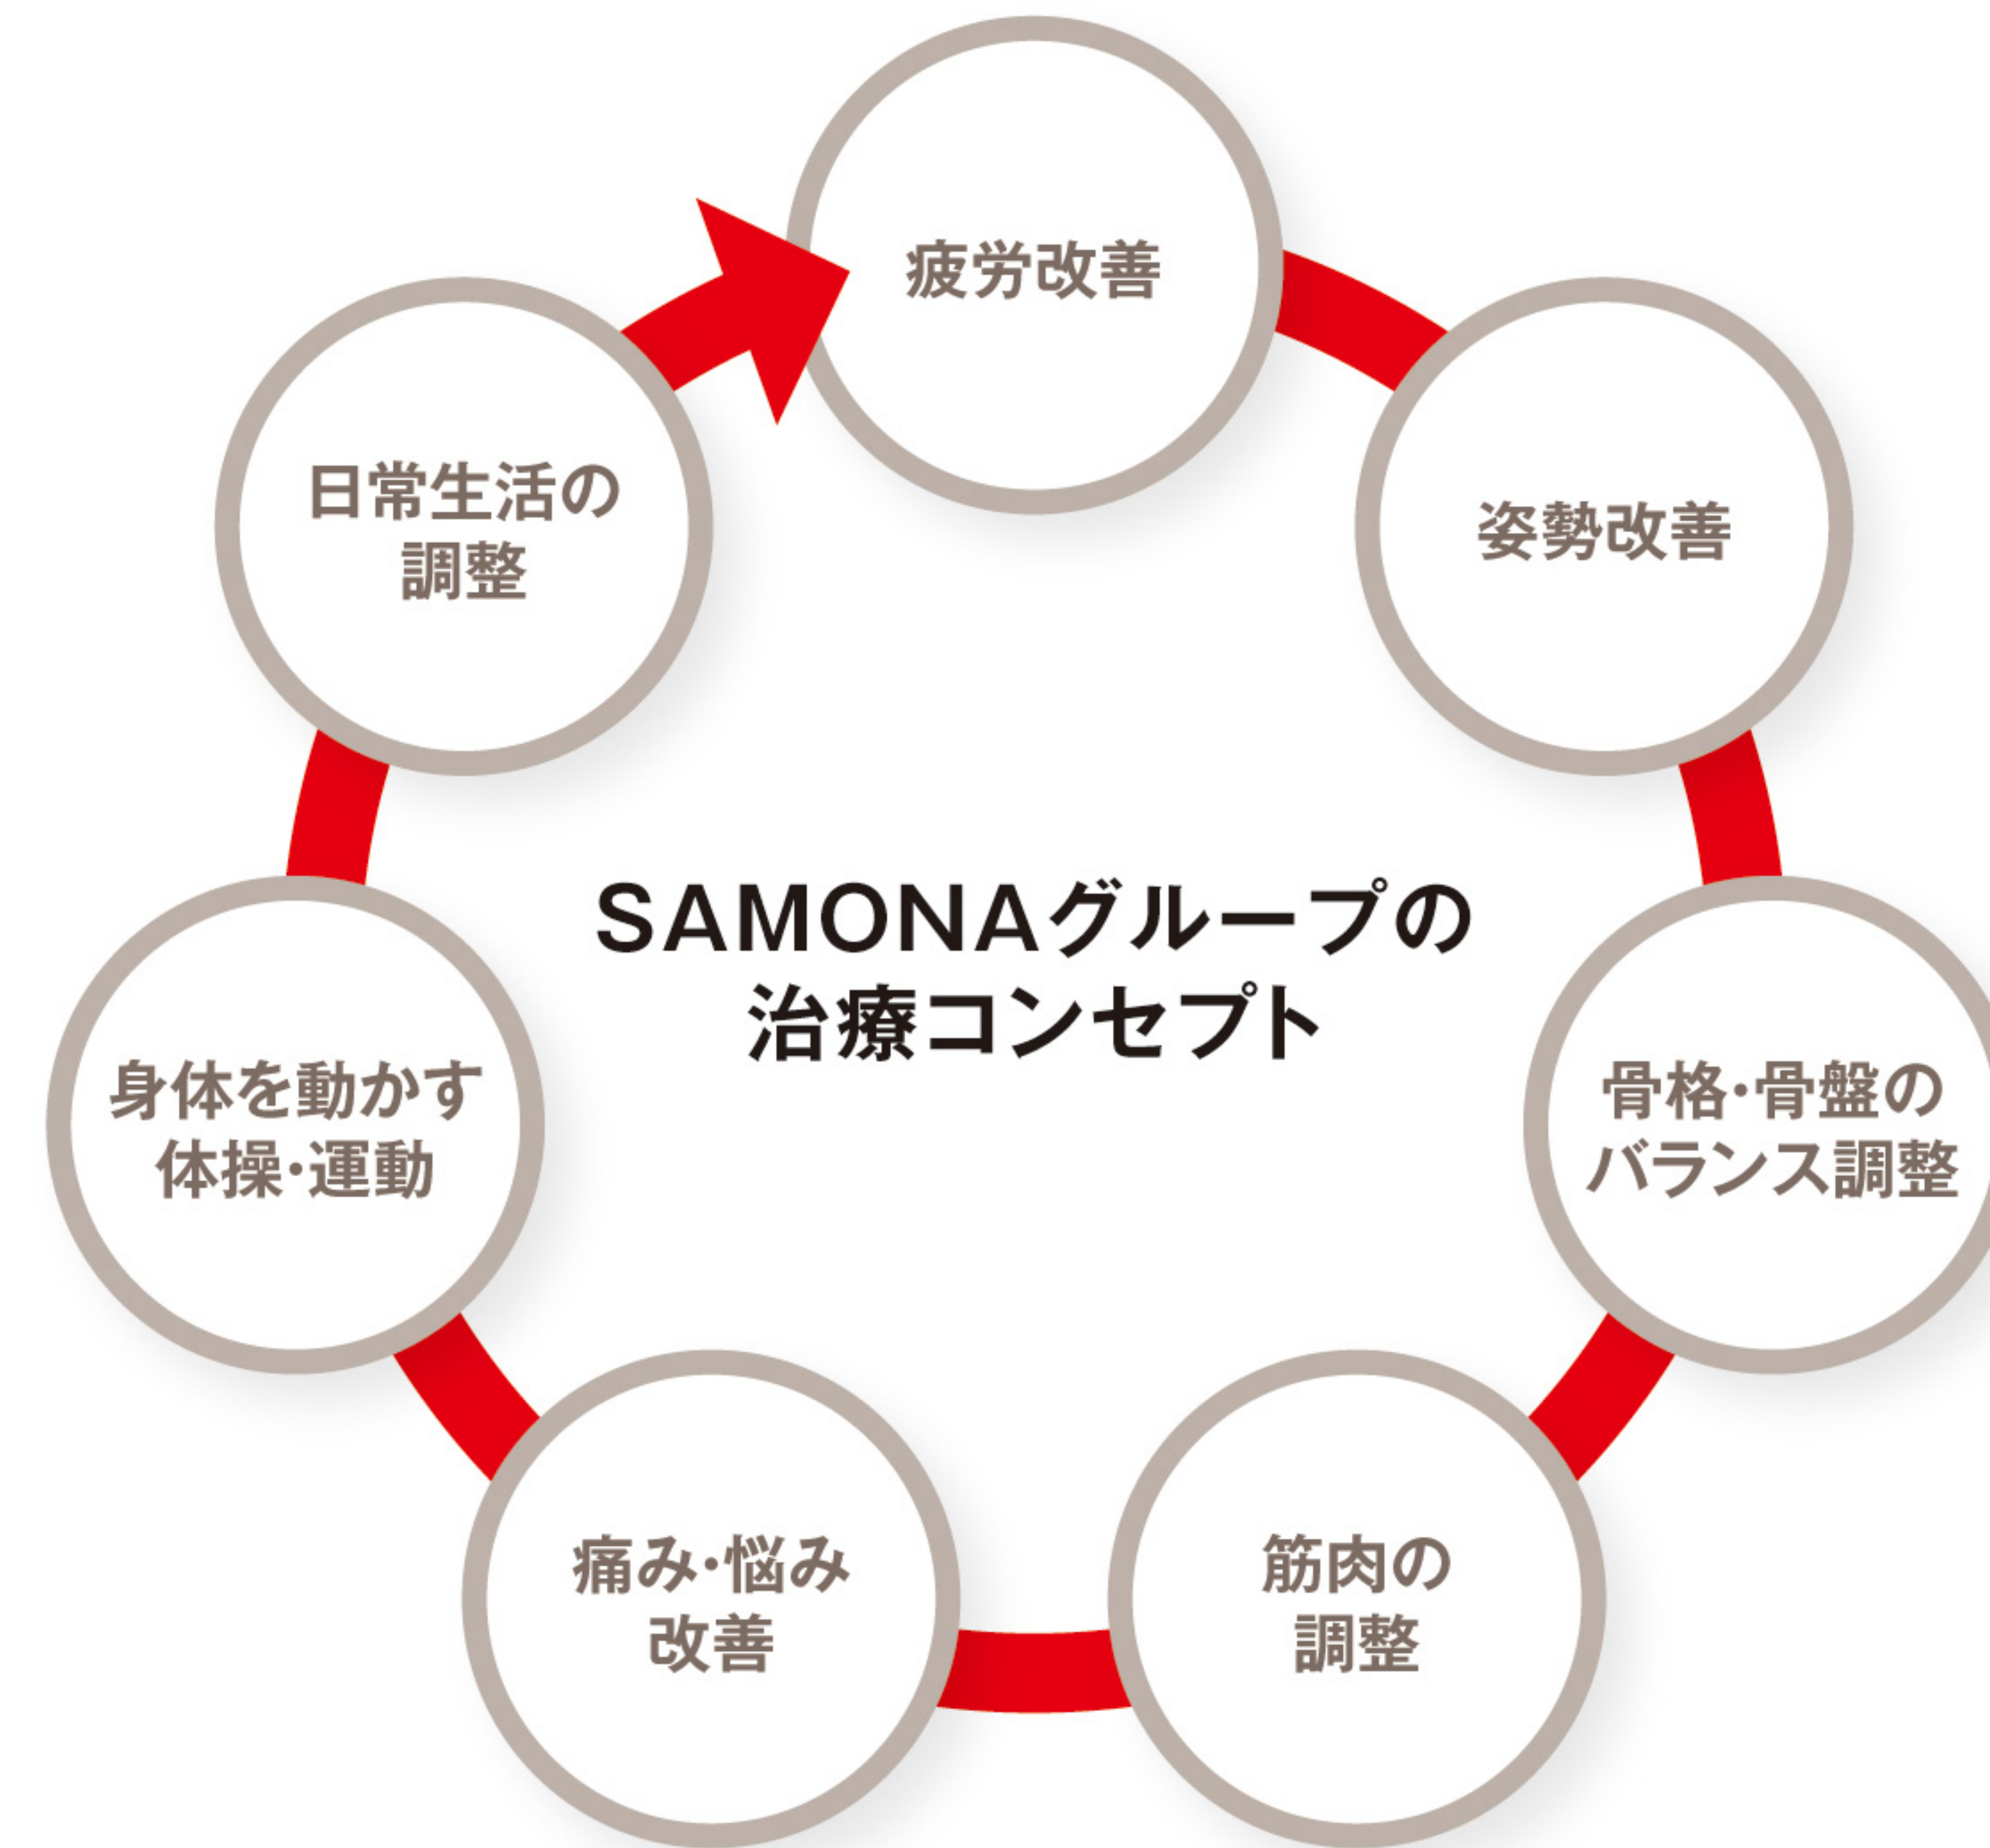 疲労改善
姿勢改善
骨格・骨盤の
バランス調整
筋肉の
調整
痛み・悩み
改善
身体を動かす
体操・運動
日常生活の
調整
SAMONAグループの
治療コンセプト